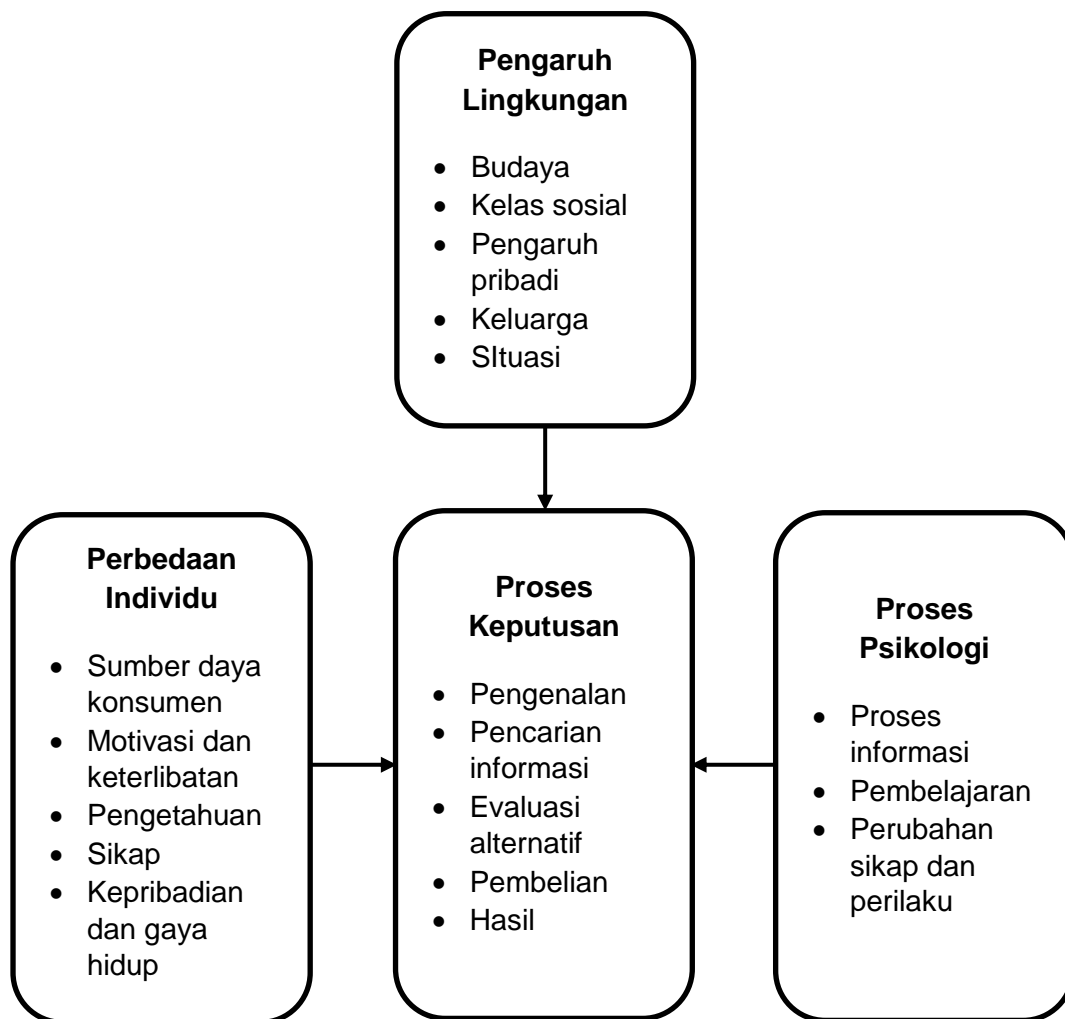 Pengaruh
Lingkungan
• Budaya
• Kelas sosial
• Pengaruh
pribadi
• Keluarga
• SItuasi
Perbedaan
Individu
• Sumber daya
konsumen
• Motivasi dan
keterlibatan
• Pengetahuan
• Sikap
• Kepribadian
dan gaya
hidup
Proses
Keputusan
• Pengenalan
• Pencarian
informasi
• Evaluasi
alternatif
• Pembelian
• Hasil
Proses
Psikologi
• Proses
informasi
• Pembelajaran
• Perubahan
sikap dan
perilaku